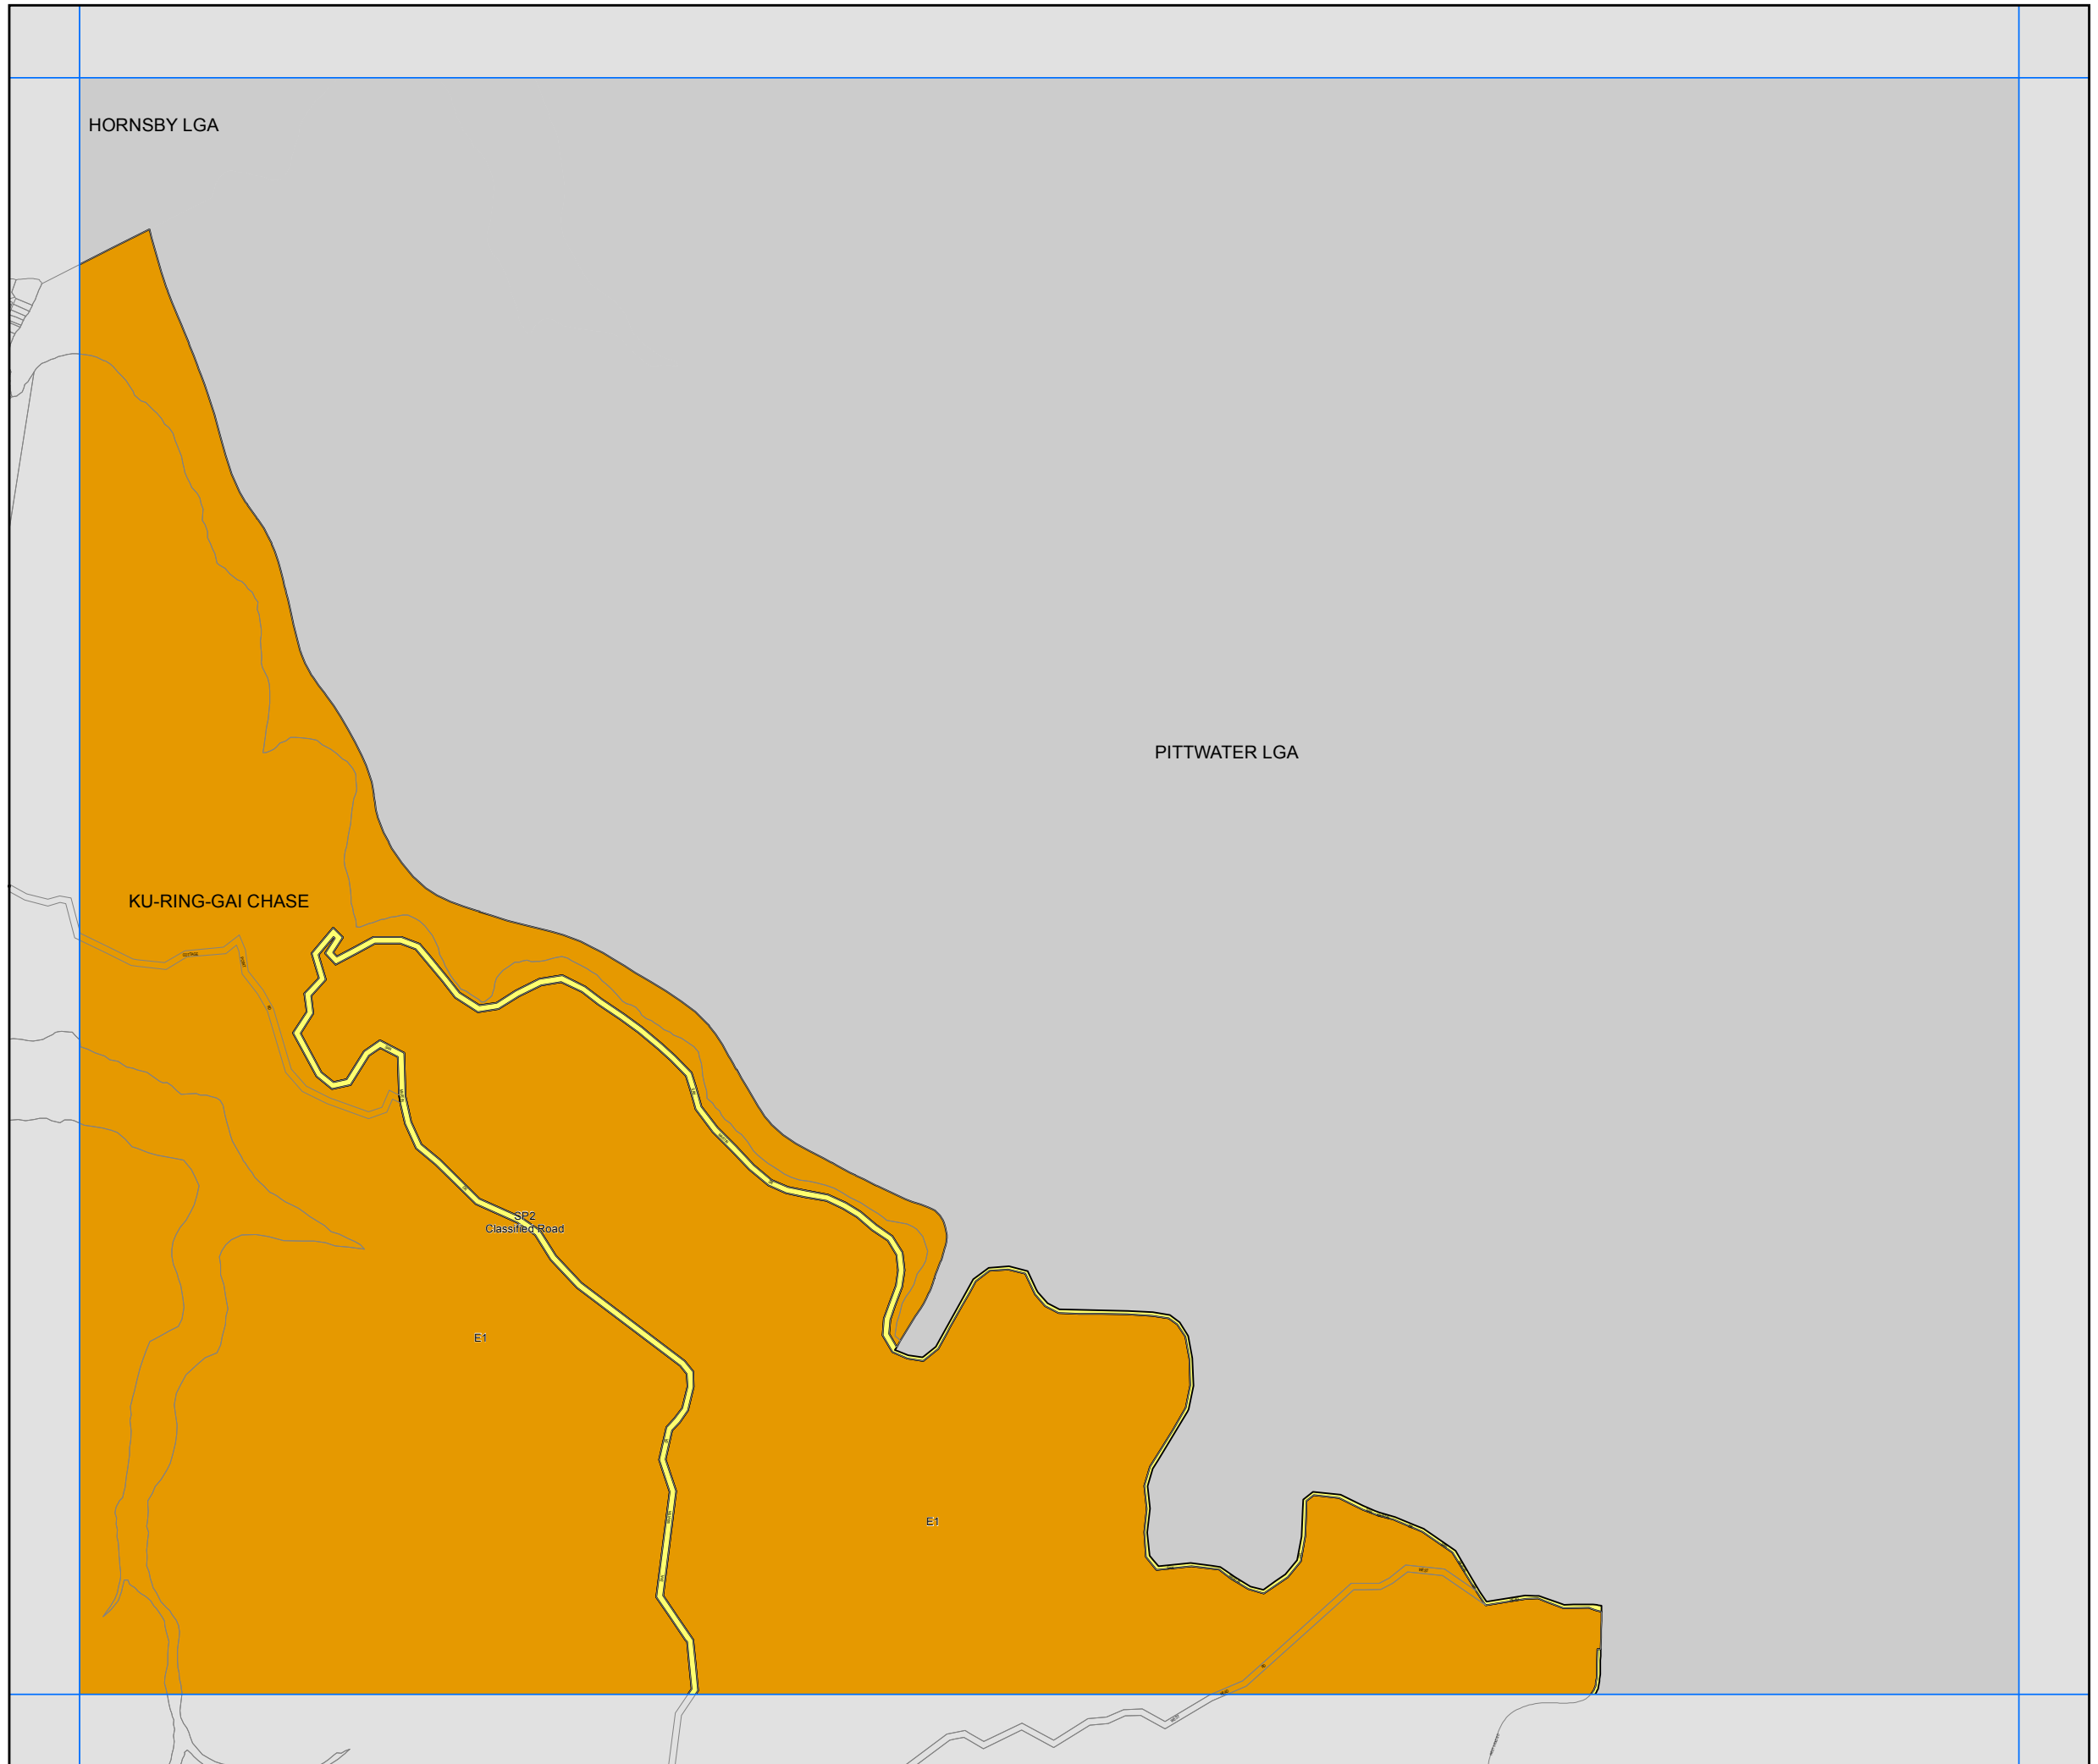 HORNSBY LGA
PITTWATER LGA
KU-RING-GAI CHASE
SP2
Classified Road
E1
E1